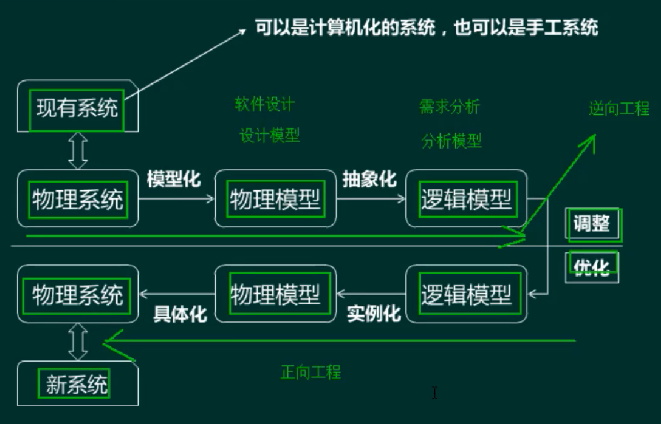 可以是计算机化的系统，也可以是手工系统
现有系统
软件设计
设计模型
需求分析
分析模型
逆向工程
物理系统
模型化
物理模型
抽象化
逻辑模型
调整
优化
物理系统
具体化
物理模型
实例化
逻辑模型
新系统
正向工程